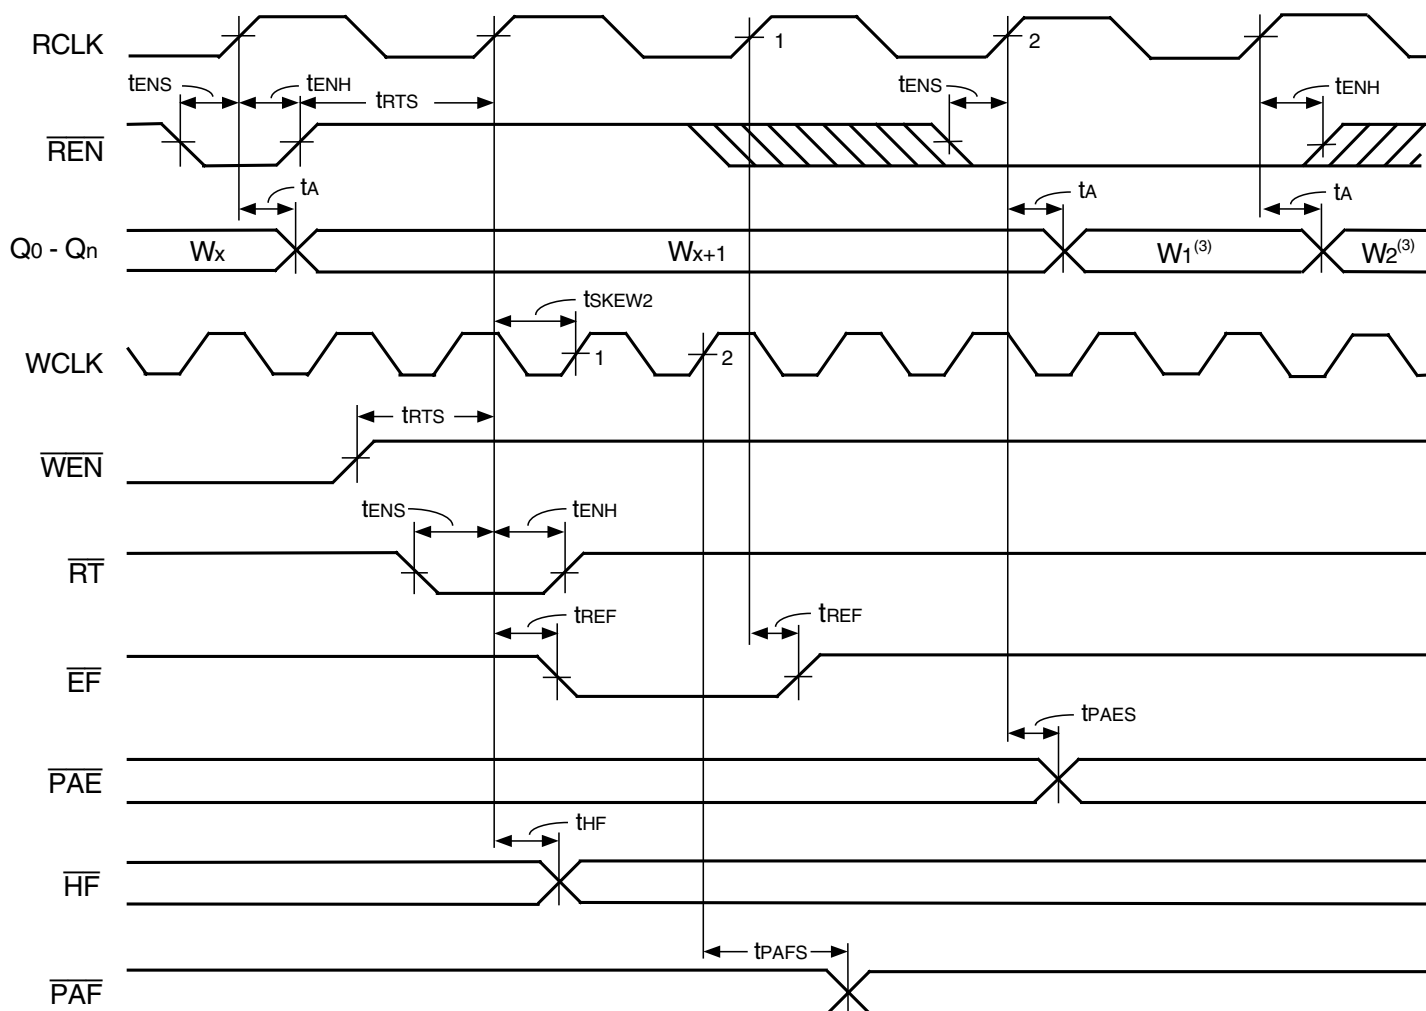 RCLK 1 2
tENS tENH tRTS tENS tENH
REN
tA tA tA
Q0 - Qn Wx Wx+1 W1(3) W2(3)
tSKEW2
WCLK 1 2
tRTS
WEN
tENS tENH
RT
tREF tREF
EF
tPAES
PAE
tHF
HF
tPAFS
PAF